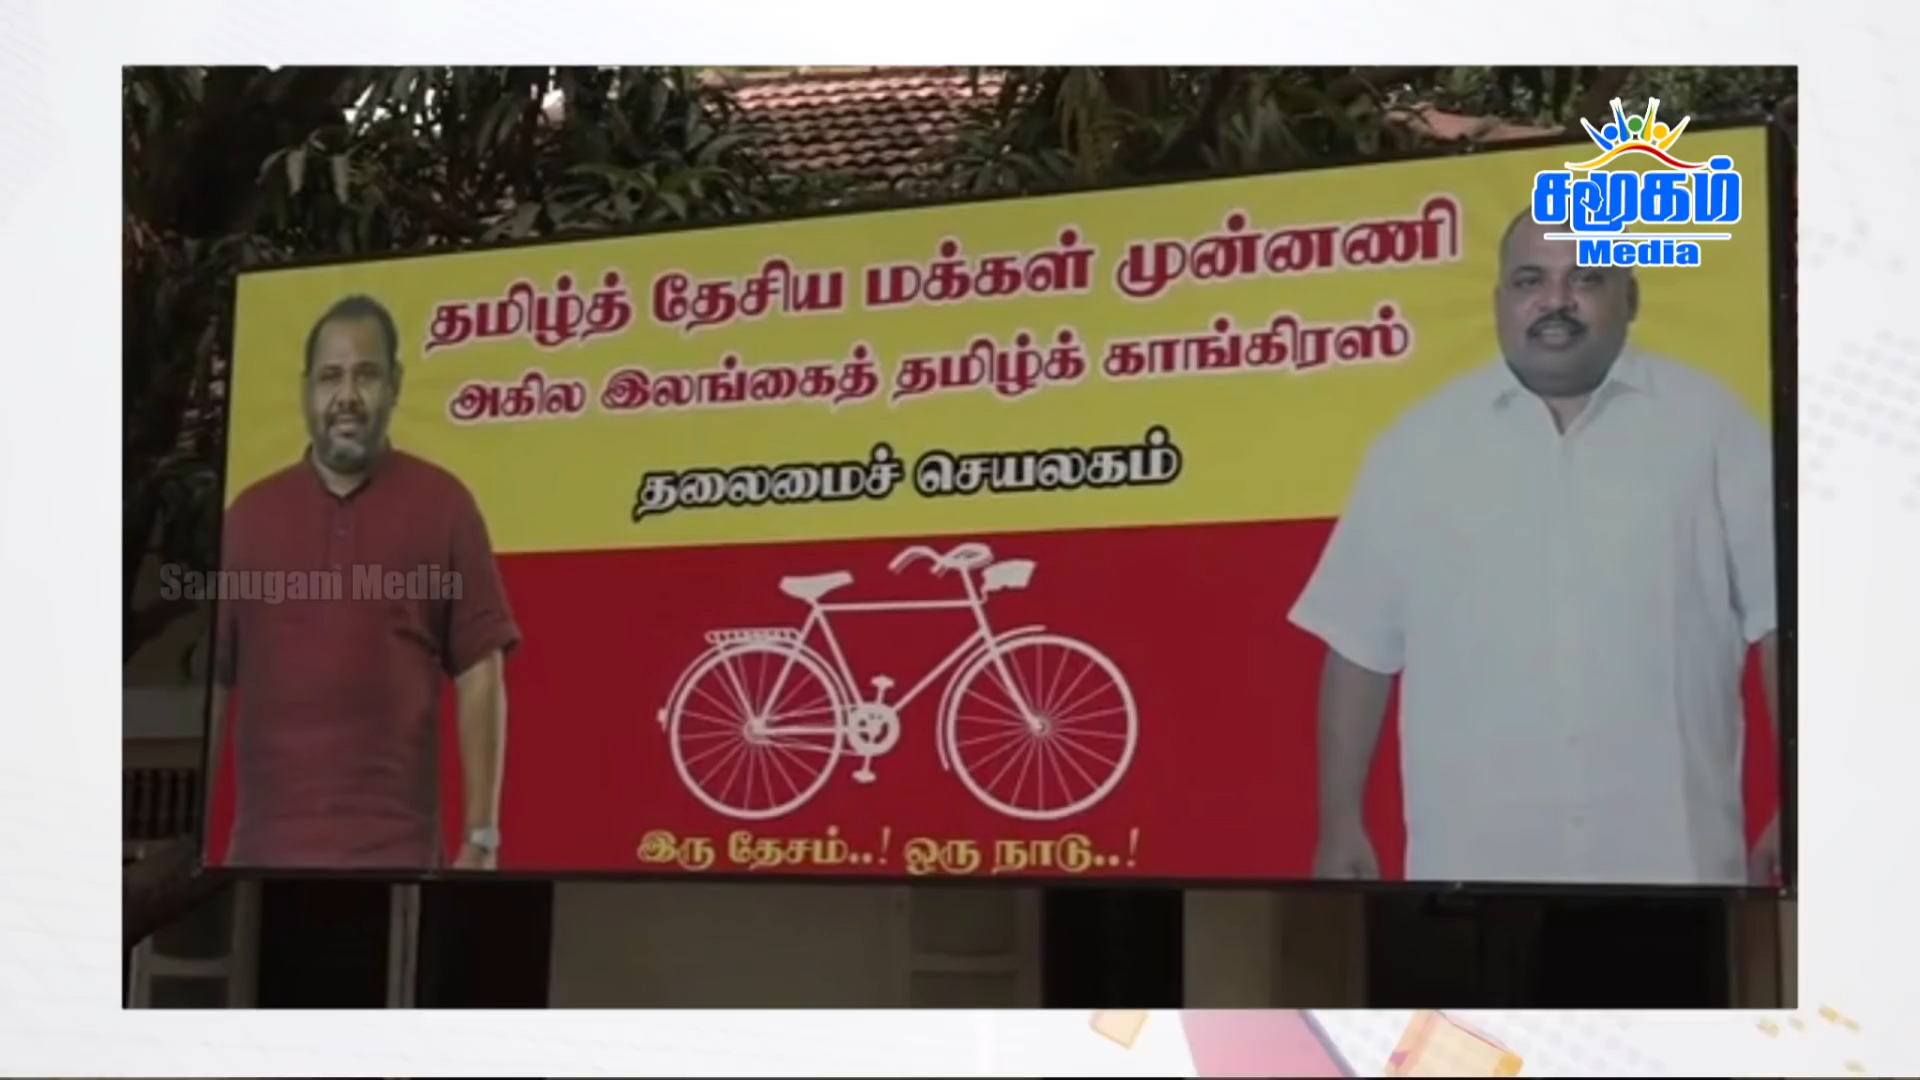 சமூகம்
Media
தமிழ்த் தேசிய மக்கள் முன்னணி
அகில இலங்கைத் தமிழ்க் காங்கிரஸ்
தலைமைச் செயலகம்
Samugam Media
இரு தேசம்..! ஒரு நாடு..!